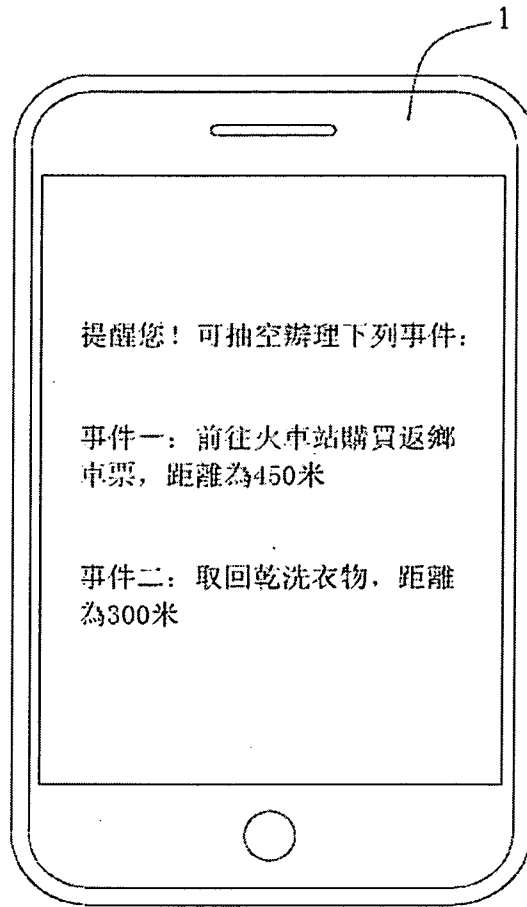 1
提醒您！可抽空辦理下列事件：
事件一：前往火車站購買返鄉
車票，距離為450米
事件二：取回乾洗衣物，距離
為300米